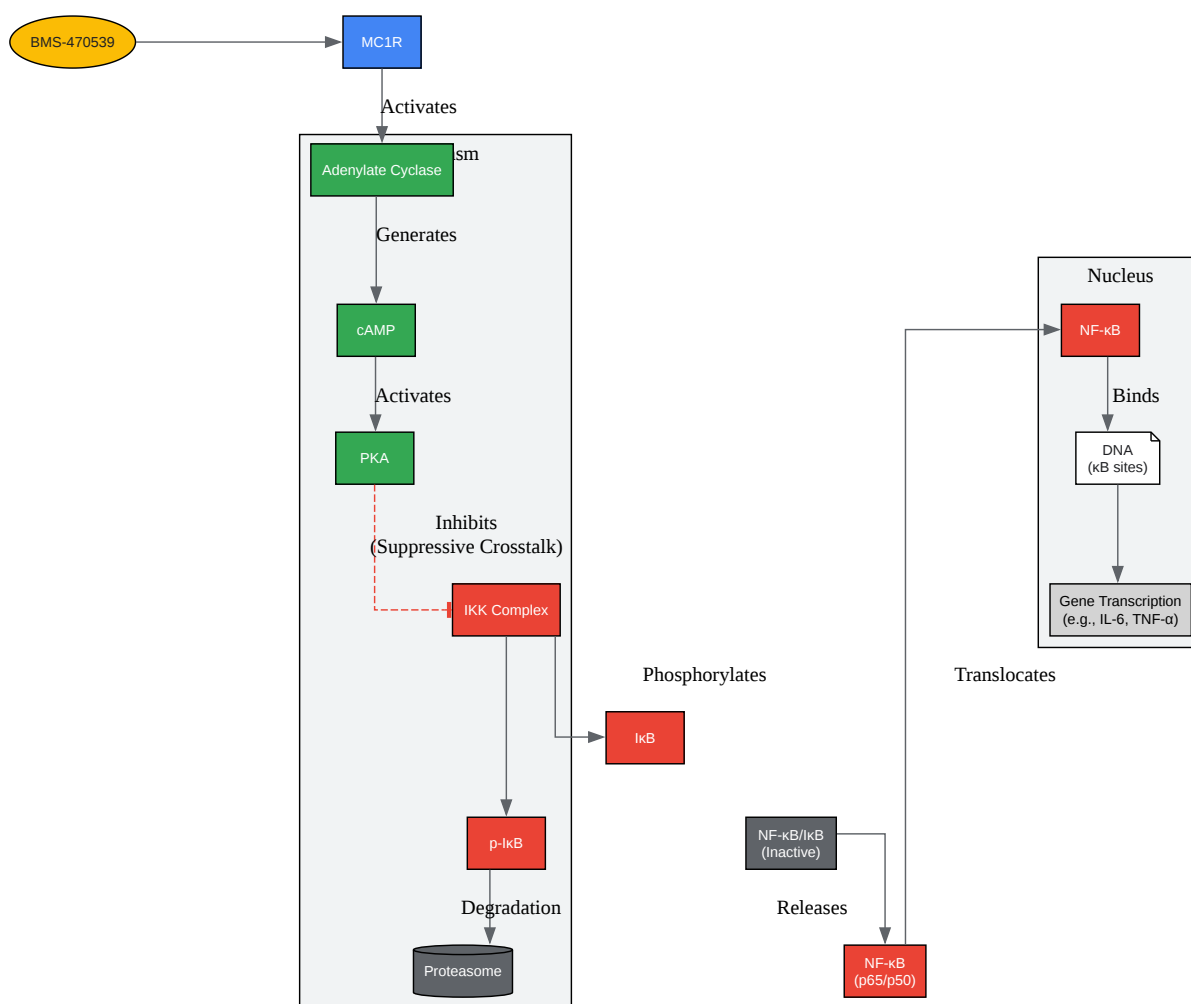 BMS-470539
MC1R
Activates
ism
Adenylate Cyclase
Generates
Nucleus
cAMP
NF-κB
Activates
Binds
PKA
DNA
(κB sites)
Inhibits
(Suppressive Crosstalk)
IKK Complex
Gene Transcription
(e.g., IL-6, TNF-α)
Phosphorylates
Translocates
IκB
p-IκB
NF-κB/IκB
(Inactive)
Degradation
Releases
Proteasome
NF-κB
(p65/p50)